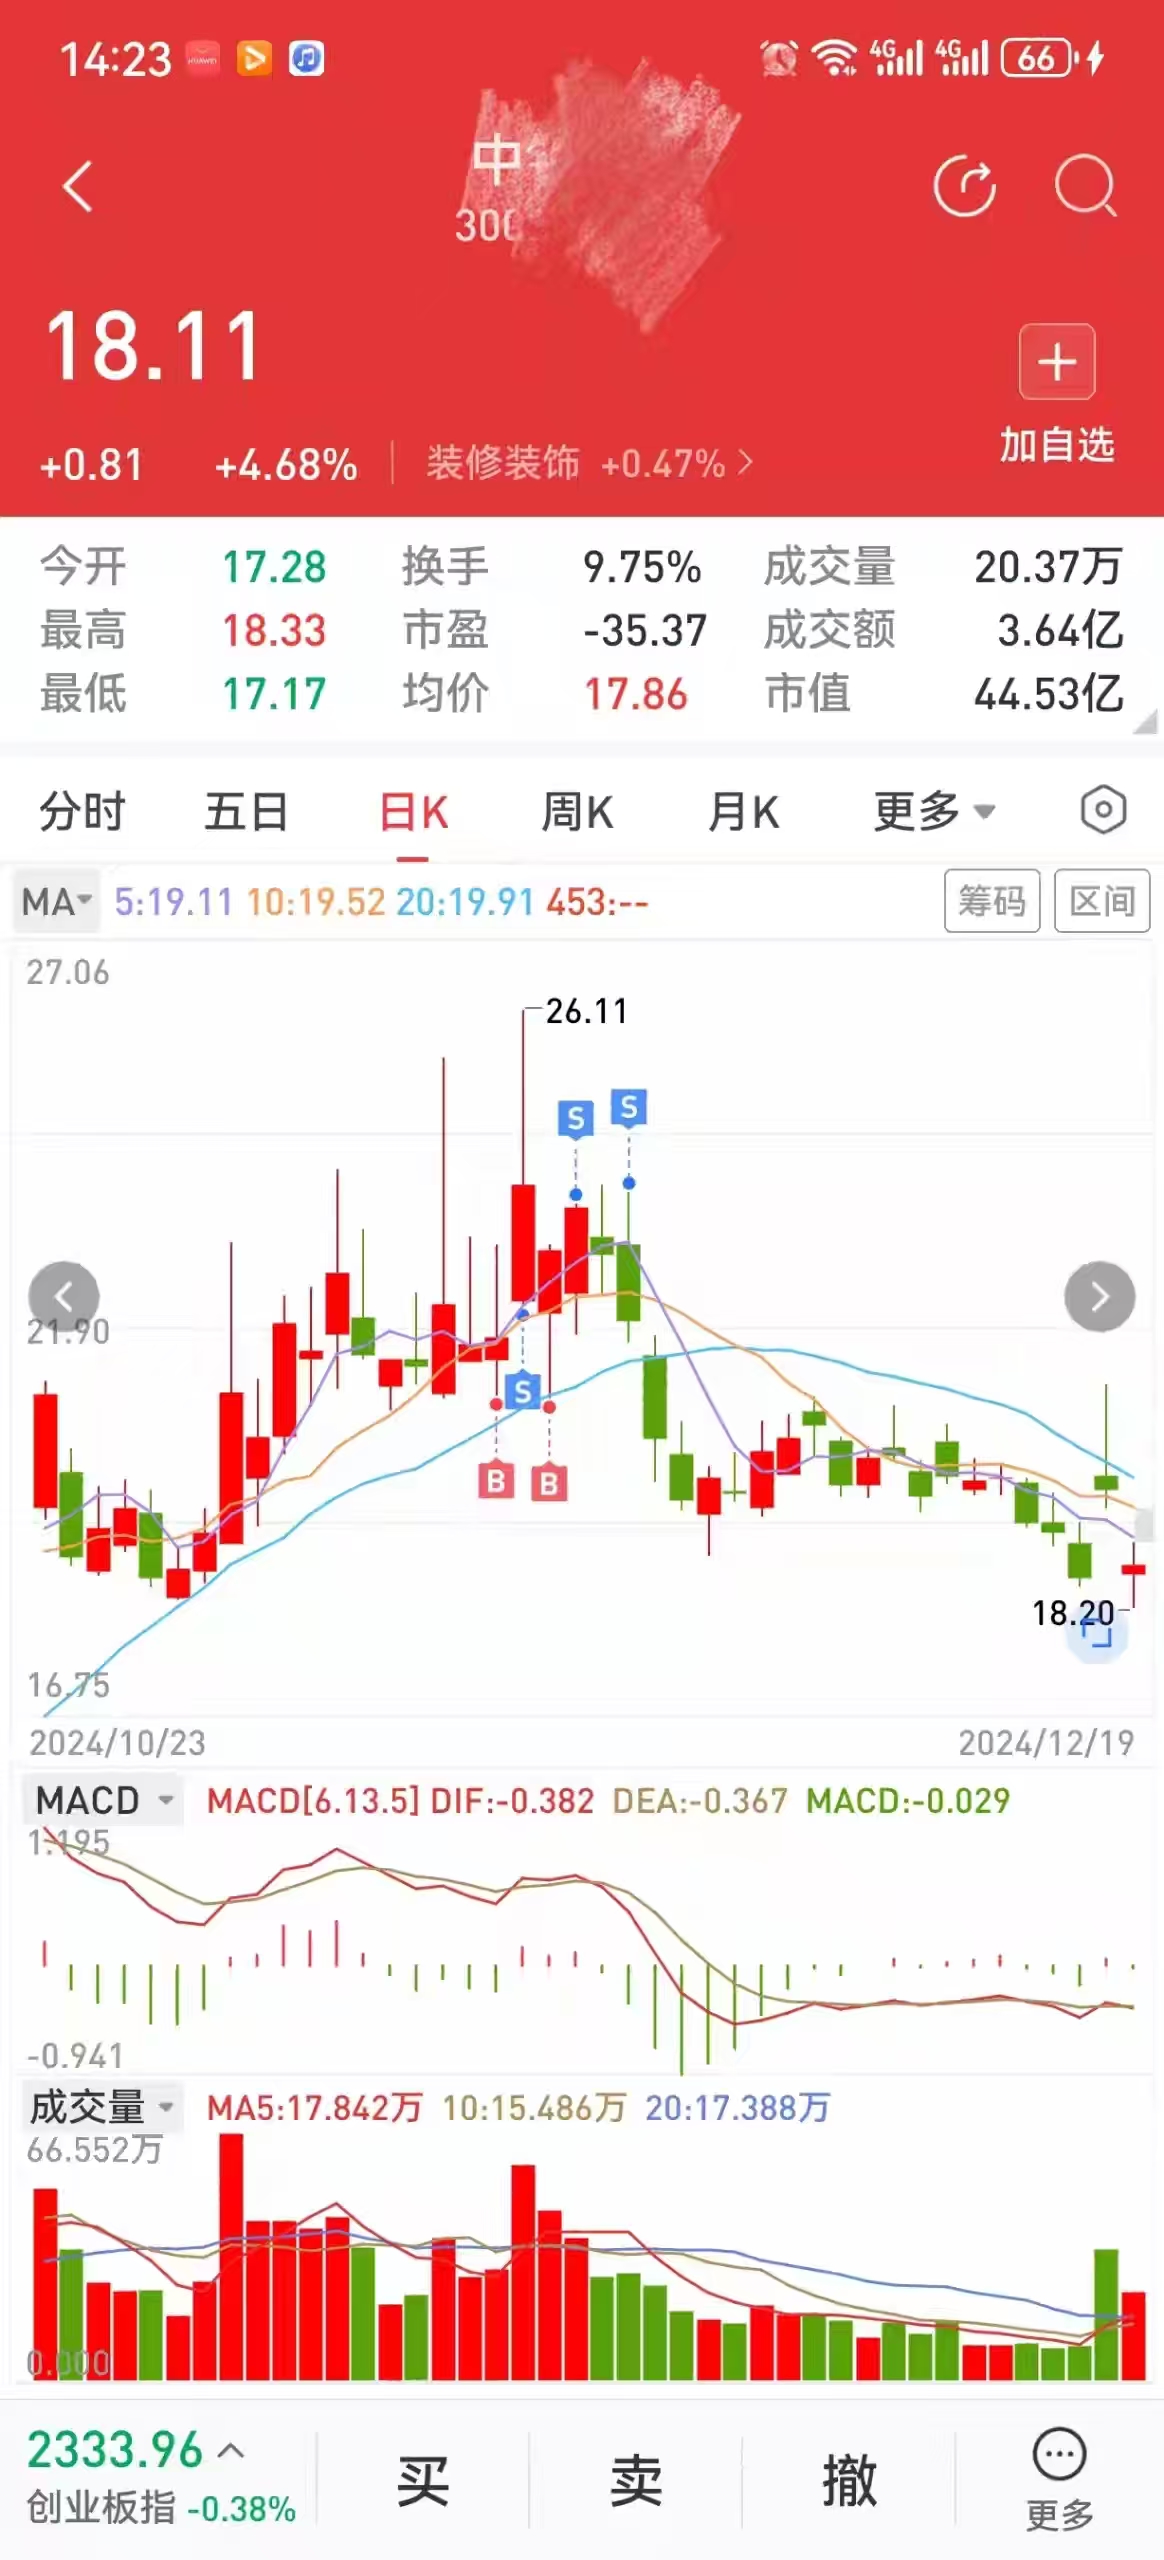 14:23 HUAWEI 4G 4G 66
中
300
18.11
+0.81 +4.68% 装修装饰 +0.47%
加自选
今开 17.28 换手 9.75% 成交量 20.37万
最高 18.33 市盈 -35.37 成交额 3.64亿
最低 17.17 均价 17.86 市值 44.53亿
分时 五日 日K 周K 月K 更多
MA 5:19.11 10:19.52 20:19.91 453:-- 筹码 区间
27.06
26.11
S S
21.90
S
B B
18.20
16.75
2024/10/23 2024/12/19
MACD MACD[6.13.5] DIF:-0.382 DEA:-0.367 MACD:-0.029
1.195
-0.941
成交量 MA5:17.842万 10:15.486万 20:17.388万
66.552万
0.000
2333.96 买 卖 撤
创业板指 -0.38% 更多